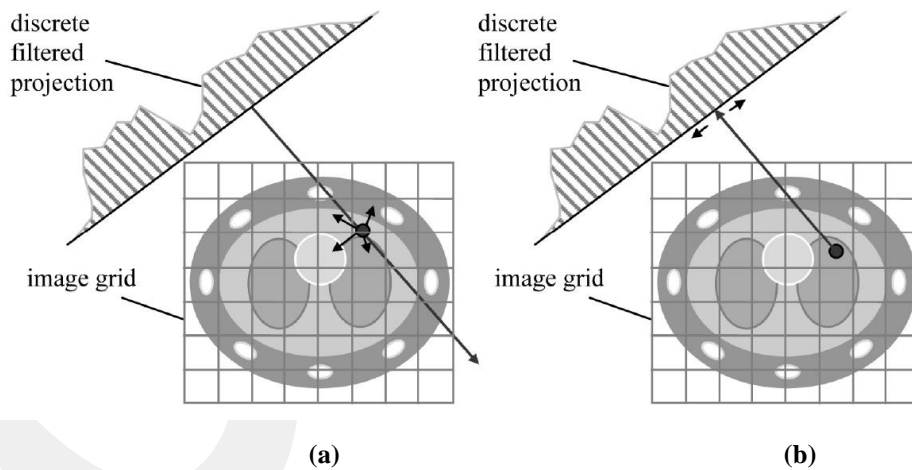 discrete
filtered
projection
image grid
(a)
discrete
filtered
projection
image grid
(b)